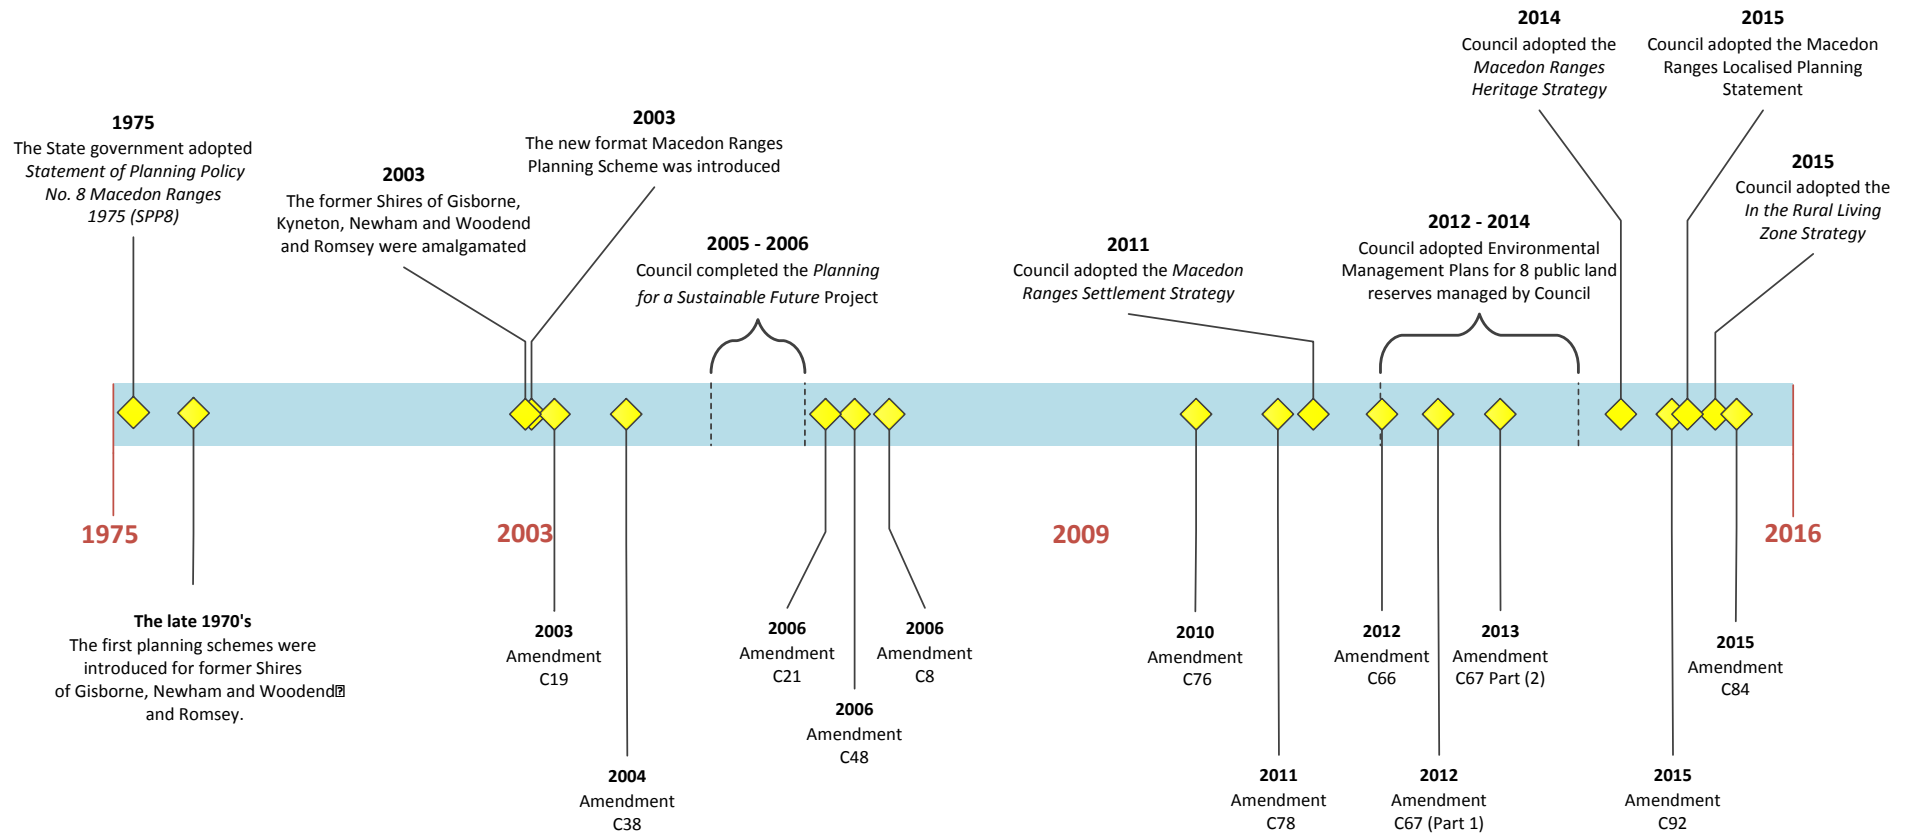 2014
Council adopted the
Macedon Ranges
Heritage Strategy
2015
Council adopted the Macedon
Ranges Localised Planning
Statement
1975
The State government adopted
Statement of Planning Policy
No. 8 Macedon Ranges
1975 (SPP8)
2003
The former Shires of Gisborne,
Kyneton, Newham and Woodend
and Romsey were amalgamated
2003
The new format Macedon Ranges
Planning Scheme was introduced
2005 - 2006
Council completed the Planning
for a Sustainable Future Project
2011
Council adopted the Macedon
Ranges Settlement Strategy
2012 - 2014
Council adopted Environmental
Management Plans for 8 public land
reserves managed by Council
2015
Council adopted the
In the Rural Living
Zone Strategy
1975
2003
2009
2016
The late 1970's
The first planning schemes were
introduced for former Shires
of Gisborne, Newham and Woodend
and Romsey.
2003
Amendment
C19
2004
Amendment
C38
2006
Amendment
C21
2006
Amendment
C48
2006
Amendment
C8
2010
Amendment
C76
2011
Amendment
C78
2012
Amendment
C66
2012
Amendment
C67 (Part 1)
2013
Amendment
C67 Part (2)
2015
Amendment
C92
2015
Amendment
C84